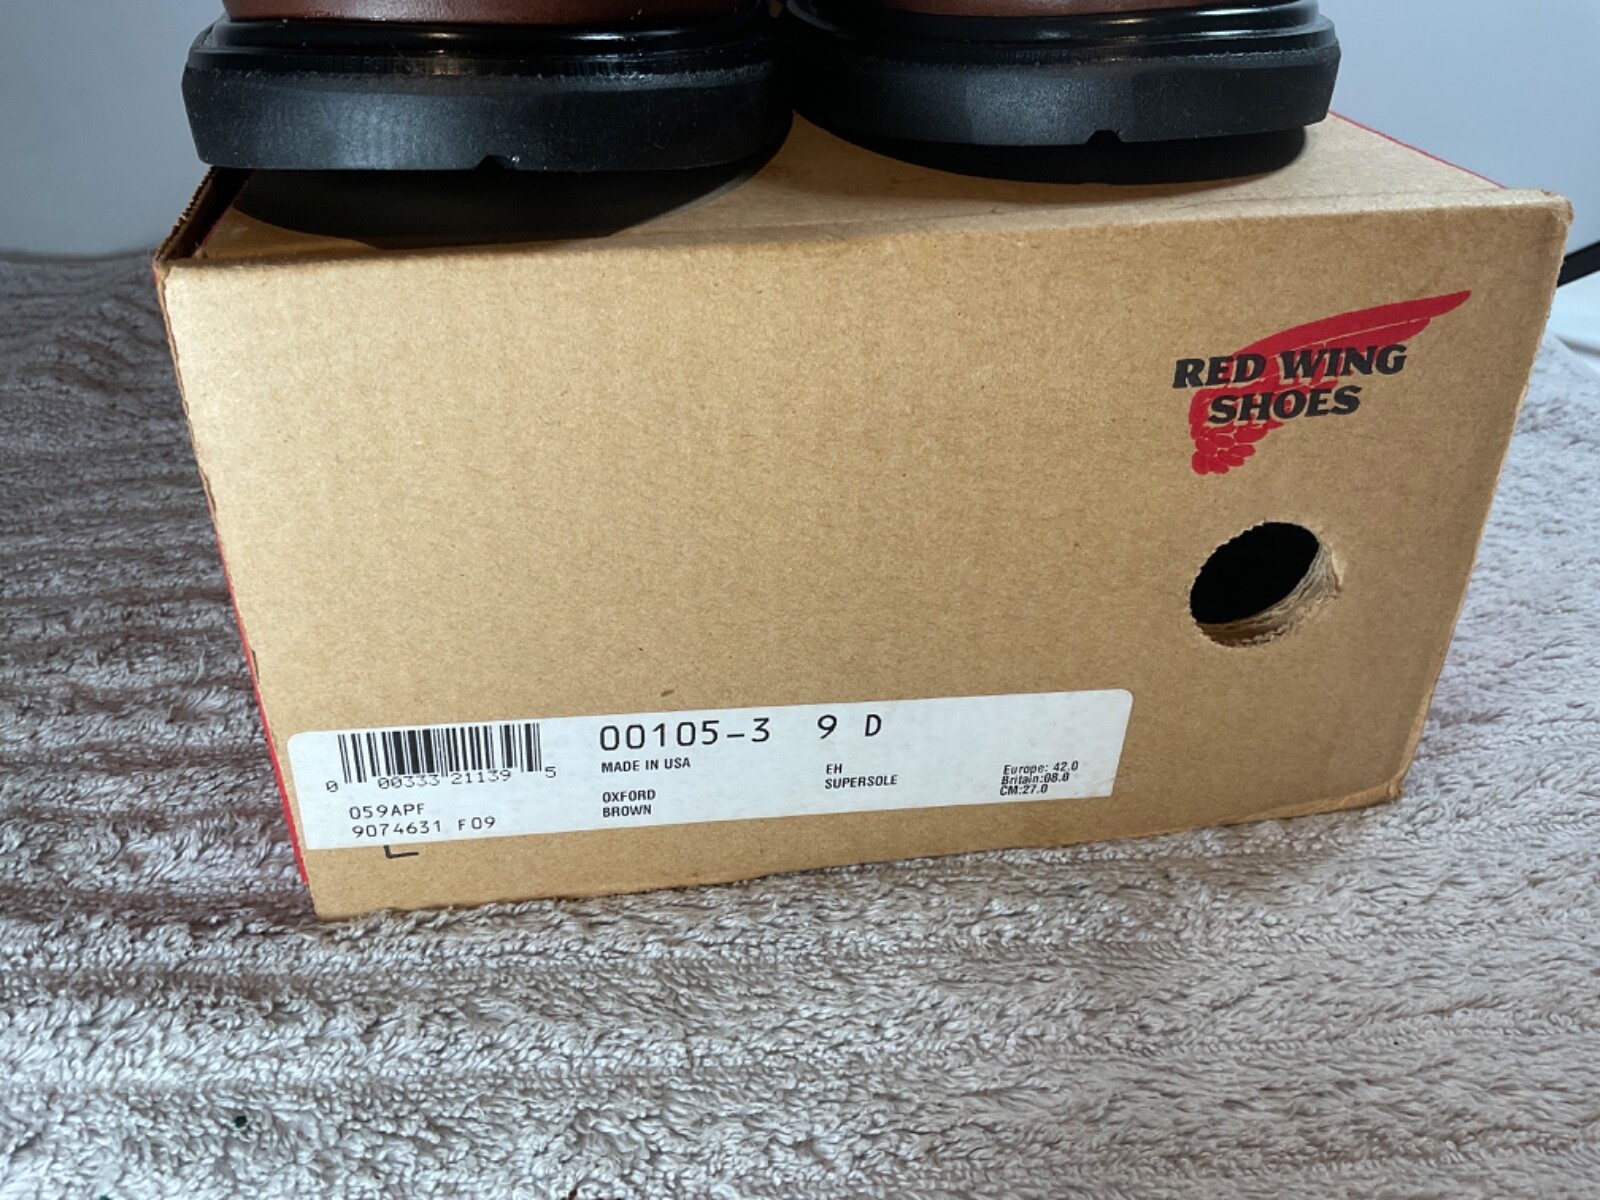 RED WING
SHOES
00105-3 9 D
MADE IN USA
OXFORD
BROWN
EH
SUPERSOLE
Europe: 42.0
Britain:08.0
CM:27.0
0 00333 21139 5
059APF
9074631 F09